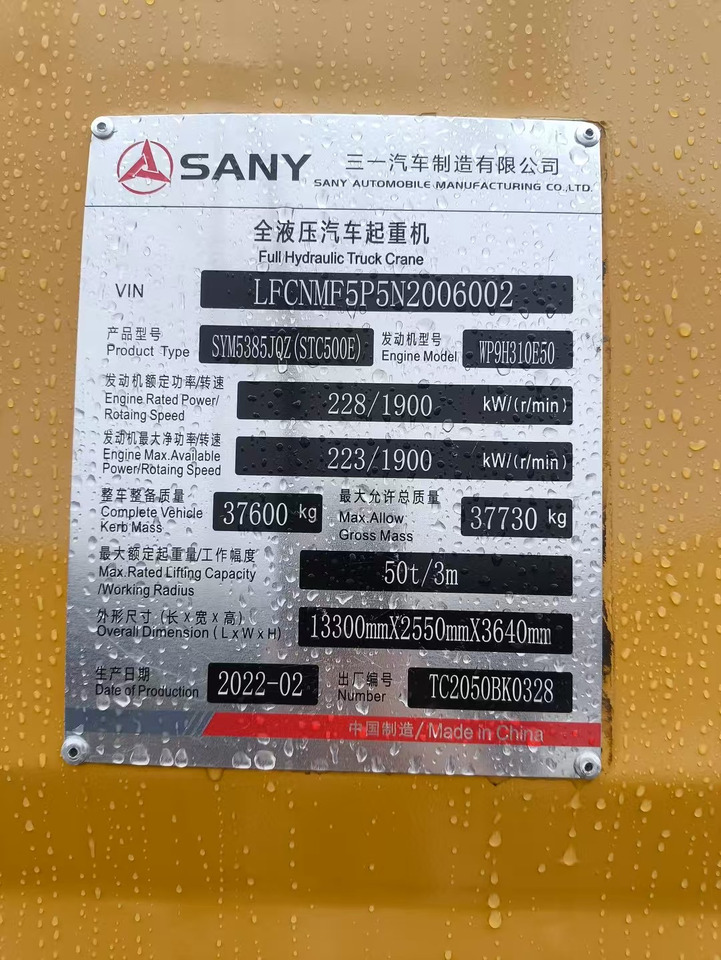 SANY 三一汽车制造有限公司
SANY AUTOMOBILE MANUFACTURING CO.,LTD.
全液压汽车起重机
Full Hydraulic Truck Crane
VIN LFCNMF5P5N2006002
产品型号 发动机型号
Product Type SYM5385JQZ(STC500E) Engine Model WP9H310E50
发动机额定功率/转速
Engine Rated Power/
Rotaing Speed 228/1900 kW/(r/min)
发动机最大净功率/转速
Engine Max.Available
Power/Rotaing Speed 223/1900 kW/(r/min)
整车整备质量 最大允许总质量
Complete Vehicle 37600 kg Max.Allow 37730 kg
Kerb Mass Gross Mass
最大额定起重量/工作幅度
Max.Rated Lifting Capacity 50t/3m
/Working Radius
外形尺寸(长x宽x高)
Overall Dimension(LxWxH) 13300mmX2550mmX3640mm
生产日期 出厂编号
Date of Production 2022-02 Number TC2050BK0328
中国制造/Made in China